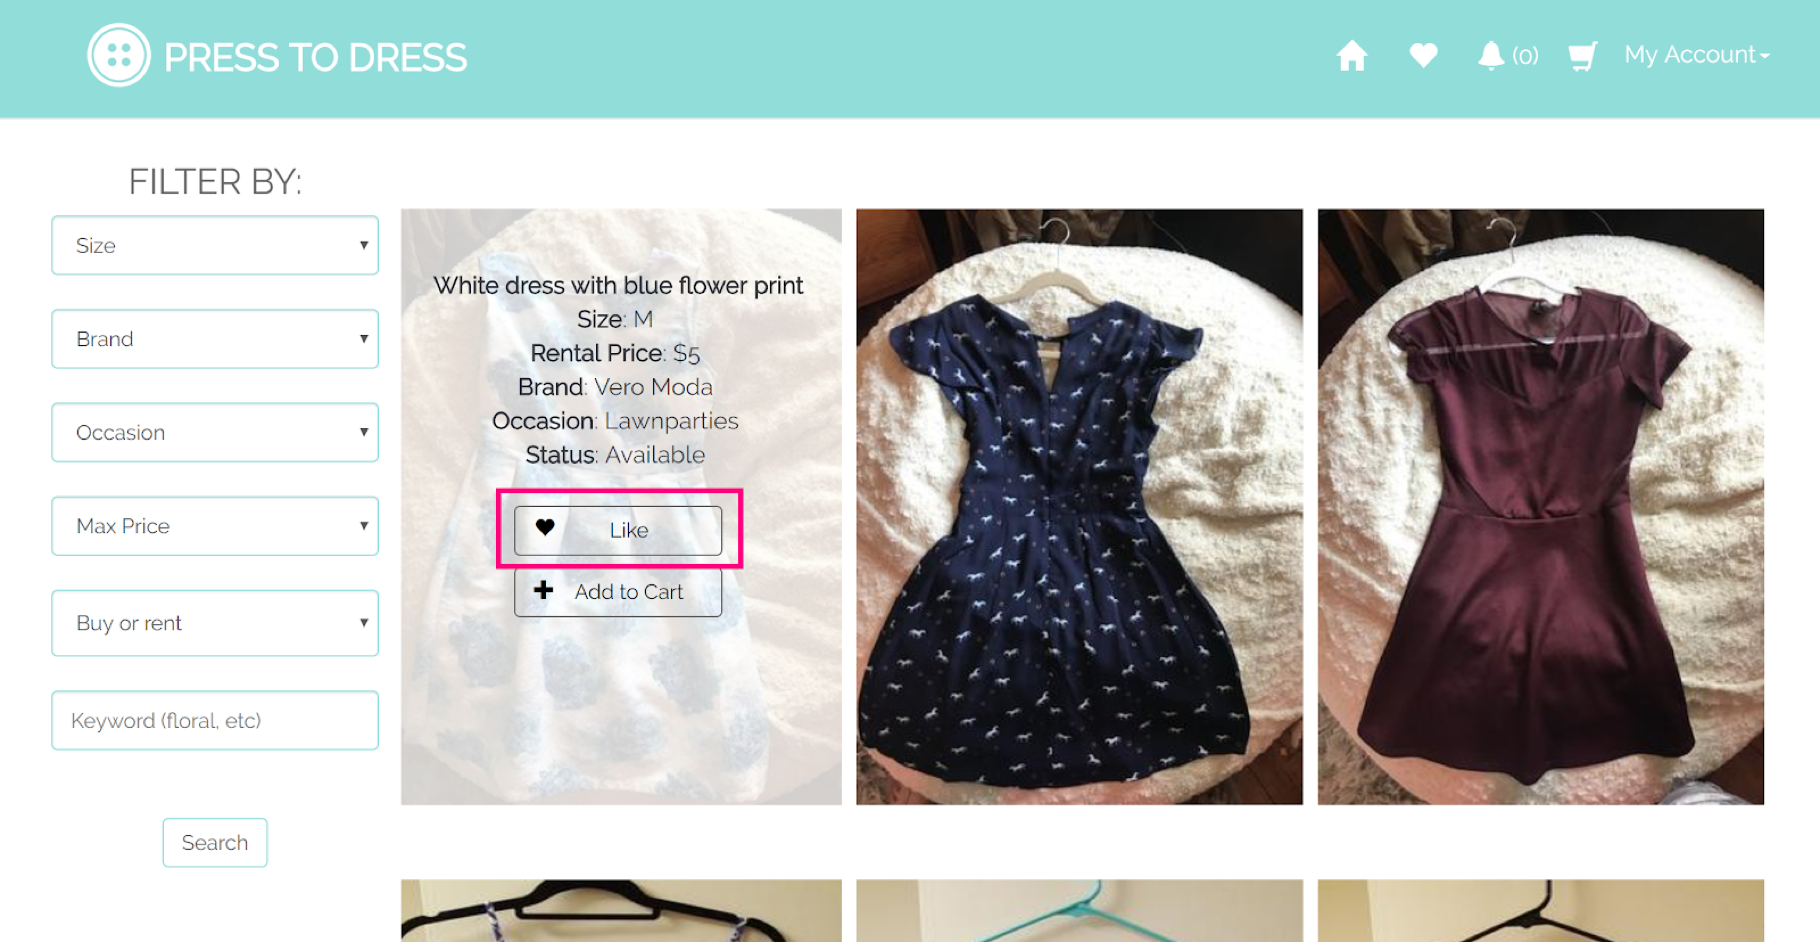 PRESS TO DRESS
(0)
My Account
FILTER BY:
Size
Brand
Occasion
Max Price
Buy or rent
Keyword (floral, etc)
Search
White dress with blue flower print
Size: M
Rental Price: $5
Brand: Vero Moda
Occasion: Lawnparties
Status: Available
Like
Add to Cart